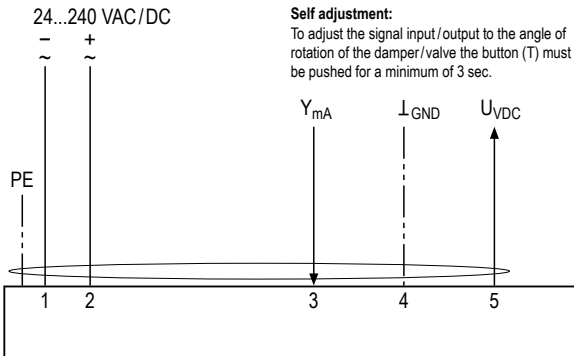 24...240 VAC/DC
– +
~ ~
Self adjustment:
To adjust the signal input/output to the angle of
rotation of the damper/valve the button (T) must
be pushed for a minimum of 3 sec.
YmA ⊥GND UVDC
PE
1 2 3 4 5